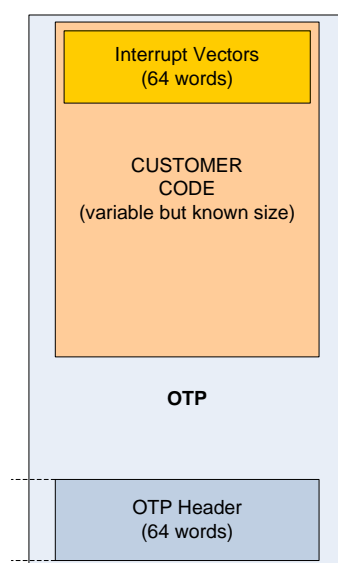 Interrupt Vectors
(64 words)
CUSTOMER
CODE
(variable but known size)
OTP
OTP Header
(64 words)